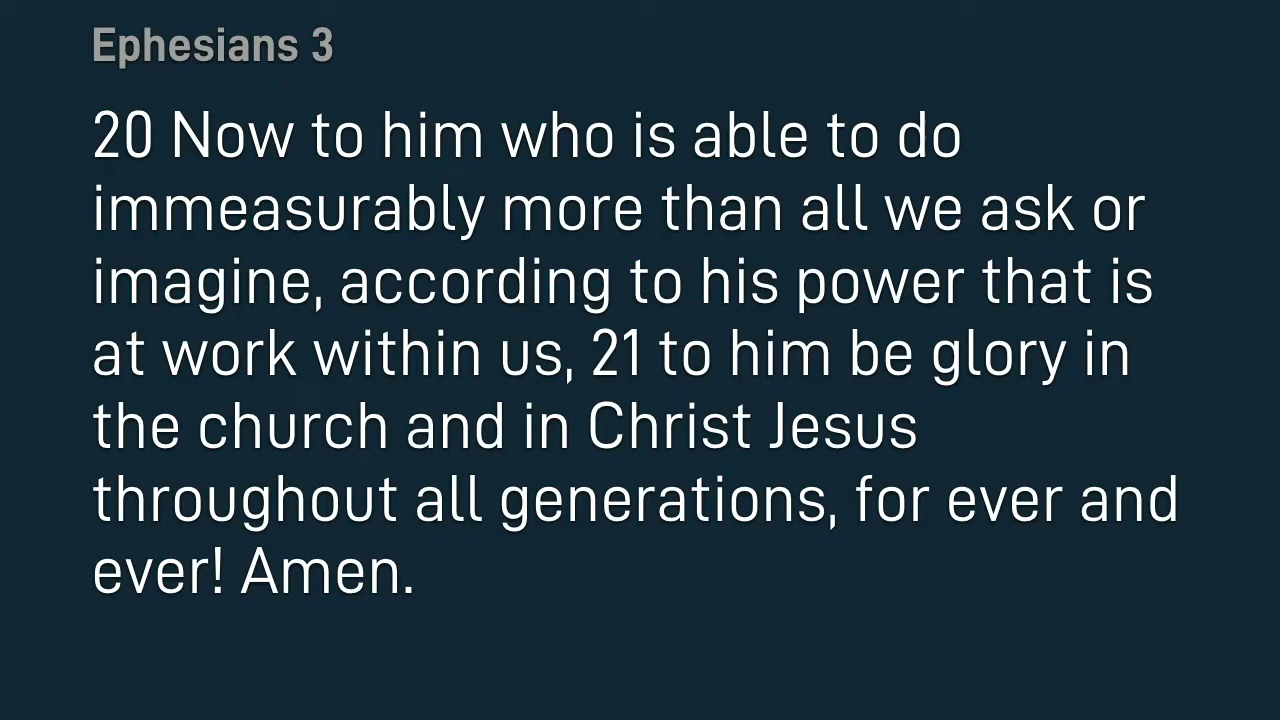 Ephesians 3
20 Now to him who is able to do
immeasurably more than all we ask or
imagine, according to his power that is
at work within us, 21 to him be glory in
the church and in Christ Jesus
throughout all generations, for ever and
ever! Amen.